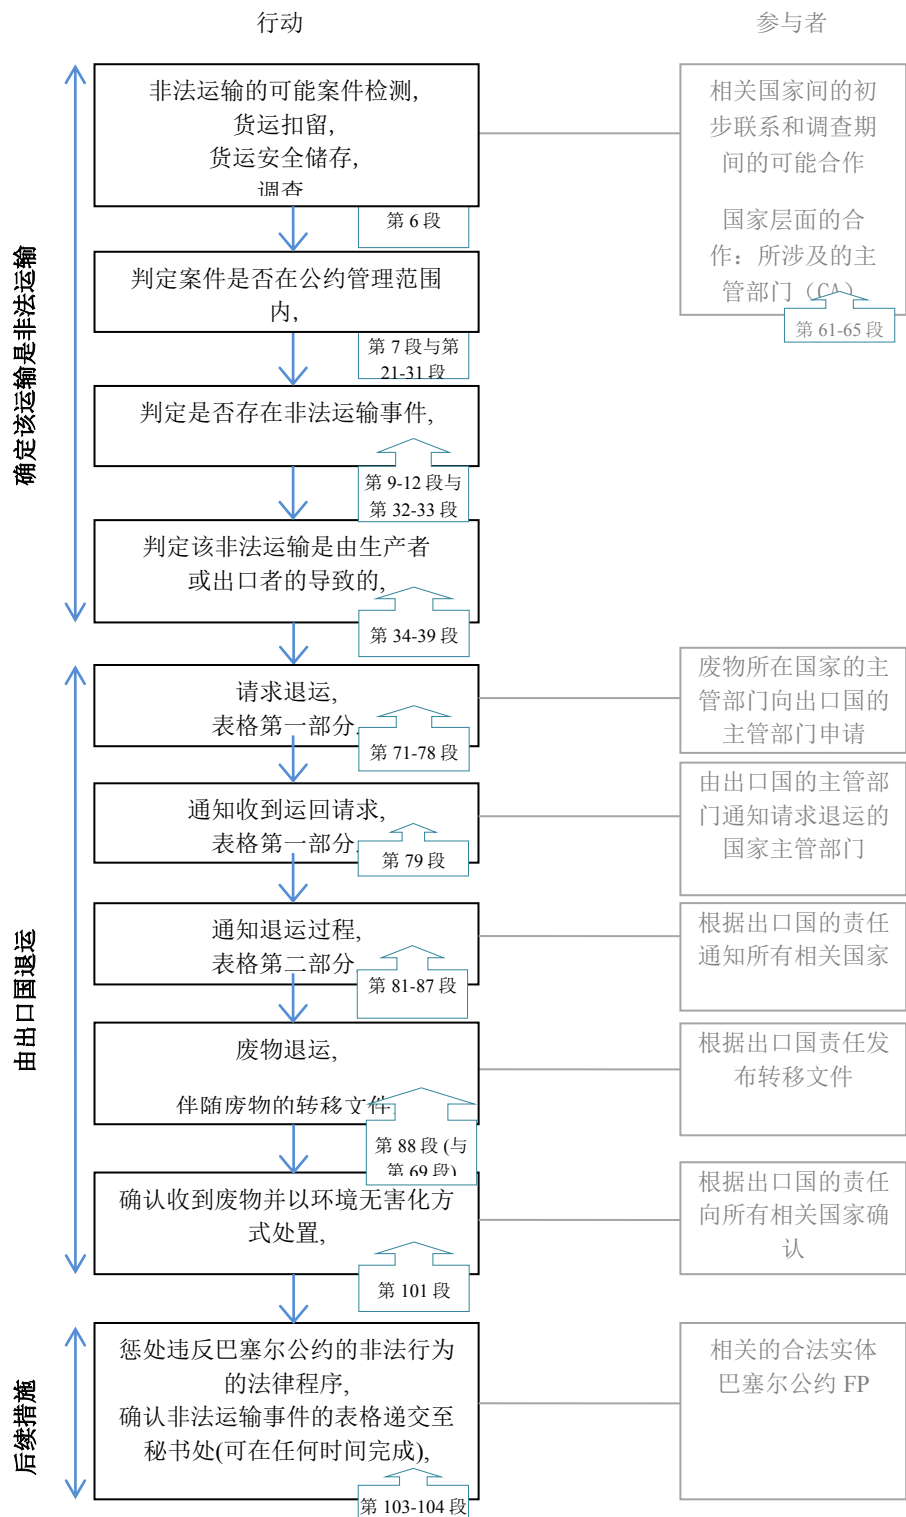 行动
参与者
非法运输的可能案件检测,
货运扣留,
货运安全储存,
调查
第 6 段
相关国家间的初
步联系和调查期
间的可能合作
国家层面的合
作：所涉及的主
管部门（CA）
第 61-65 段
确定该运输是非法运输
判定案件是否在公约管理范围
内,
第 7 段与第
21-31 段
判定是否存在非法运输事件,
第 9-12 段与
第 32-33 段
判定该非法运输是由生产者
或出口者的导致的,
第 34-39 段
由出口国退运
请求退运,
表格第一部分,
第 71-78 段
废物所在国家的主
管部门向出口国的
主管部门申请
通知收到运回请求,
表格第一部分,
第 79 段
由出口国的主管部
门通知请求退运的
国家主管部门
通知退运过程,
表格第二部分
第 81-87 段
根据出口国的责任
通知所有相关国家
废物退运,
伴随废物的转移文件
第 88 段 (与
第 69 段)
根据出口国责任发
布转移文件
确认收到废物并以环境无害化方
式处置,
第 101 段
根据出口国的责任
向所有相关国家确
认
后续措施
惩处违反巴塞尔公约的非法行为
的法律程序,
确认非法运输事件的表格递交至
秘书处(可在任何时间完成),
第 103-104 段
相关的合法实体
巴塞尔公约 FP